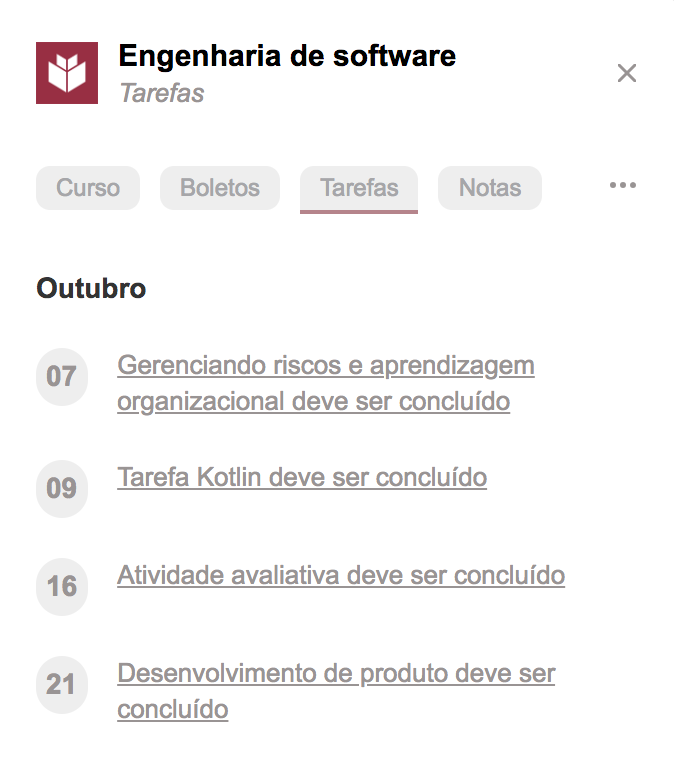 Engenharia de software
Tarefas
Curso
Boletos
Tarefas
Notas
Outubro
07
Gerenciando riscos e aprendizagem
organizacional deve ser concluído
09
Tarefa Kotlin deve ser concluído
16
Atividade avaliativa deve ser concluído
21
Desenvolvimento de produto deve ser
concluído